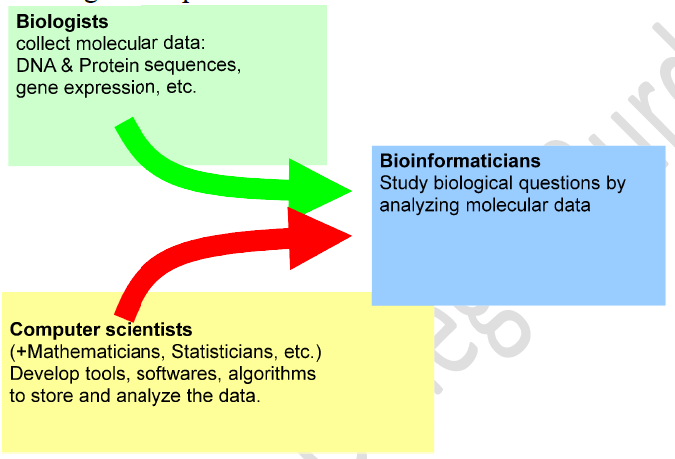 Biologists
collect molecular data:
DNA & Protein sequences,
gene expression, etc.
Bioinformaticians
Study biological questions by
analyzing molecular data
Computer scientists
(+Mathematicians, Statisticians, etc.)
Develop tools, softwares, algorithms
to store and analyze the data.